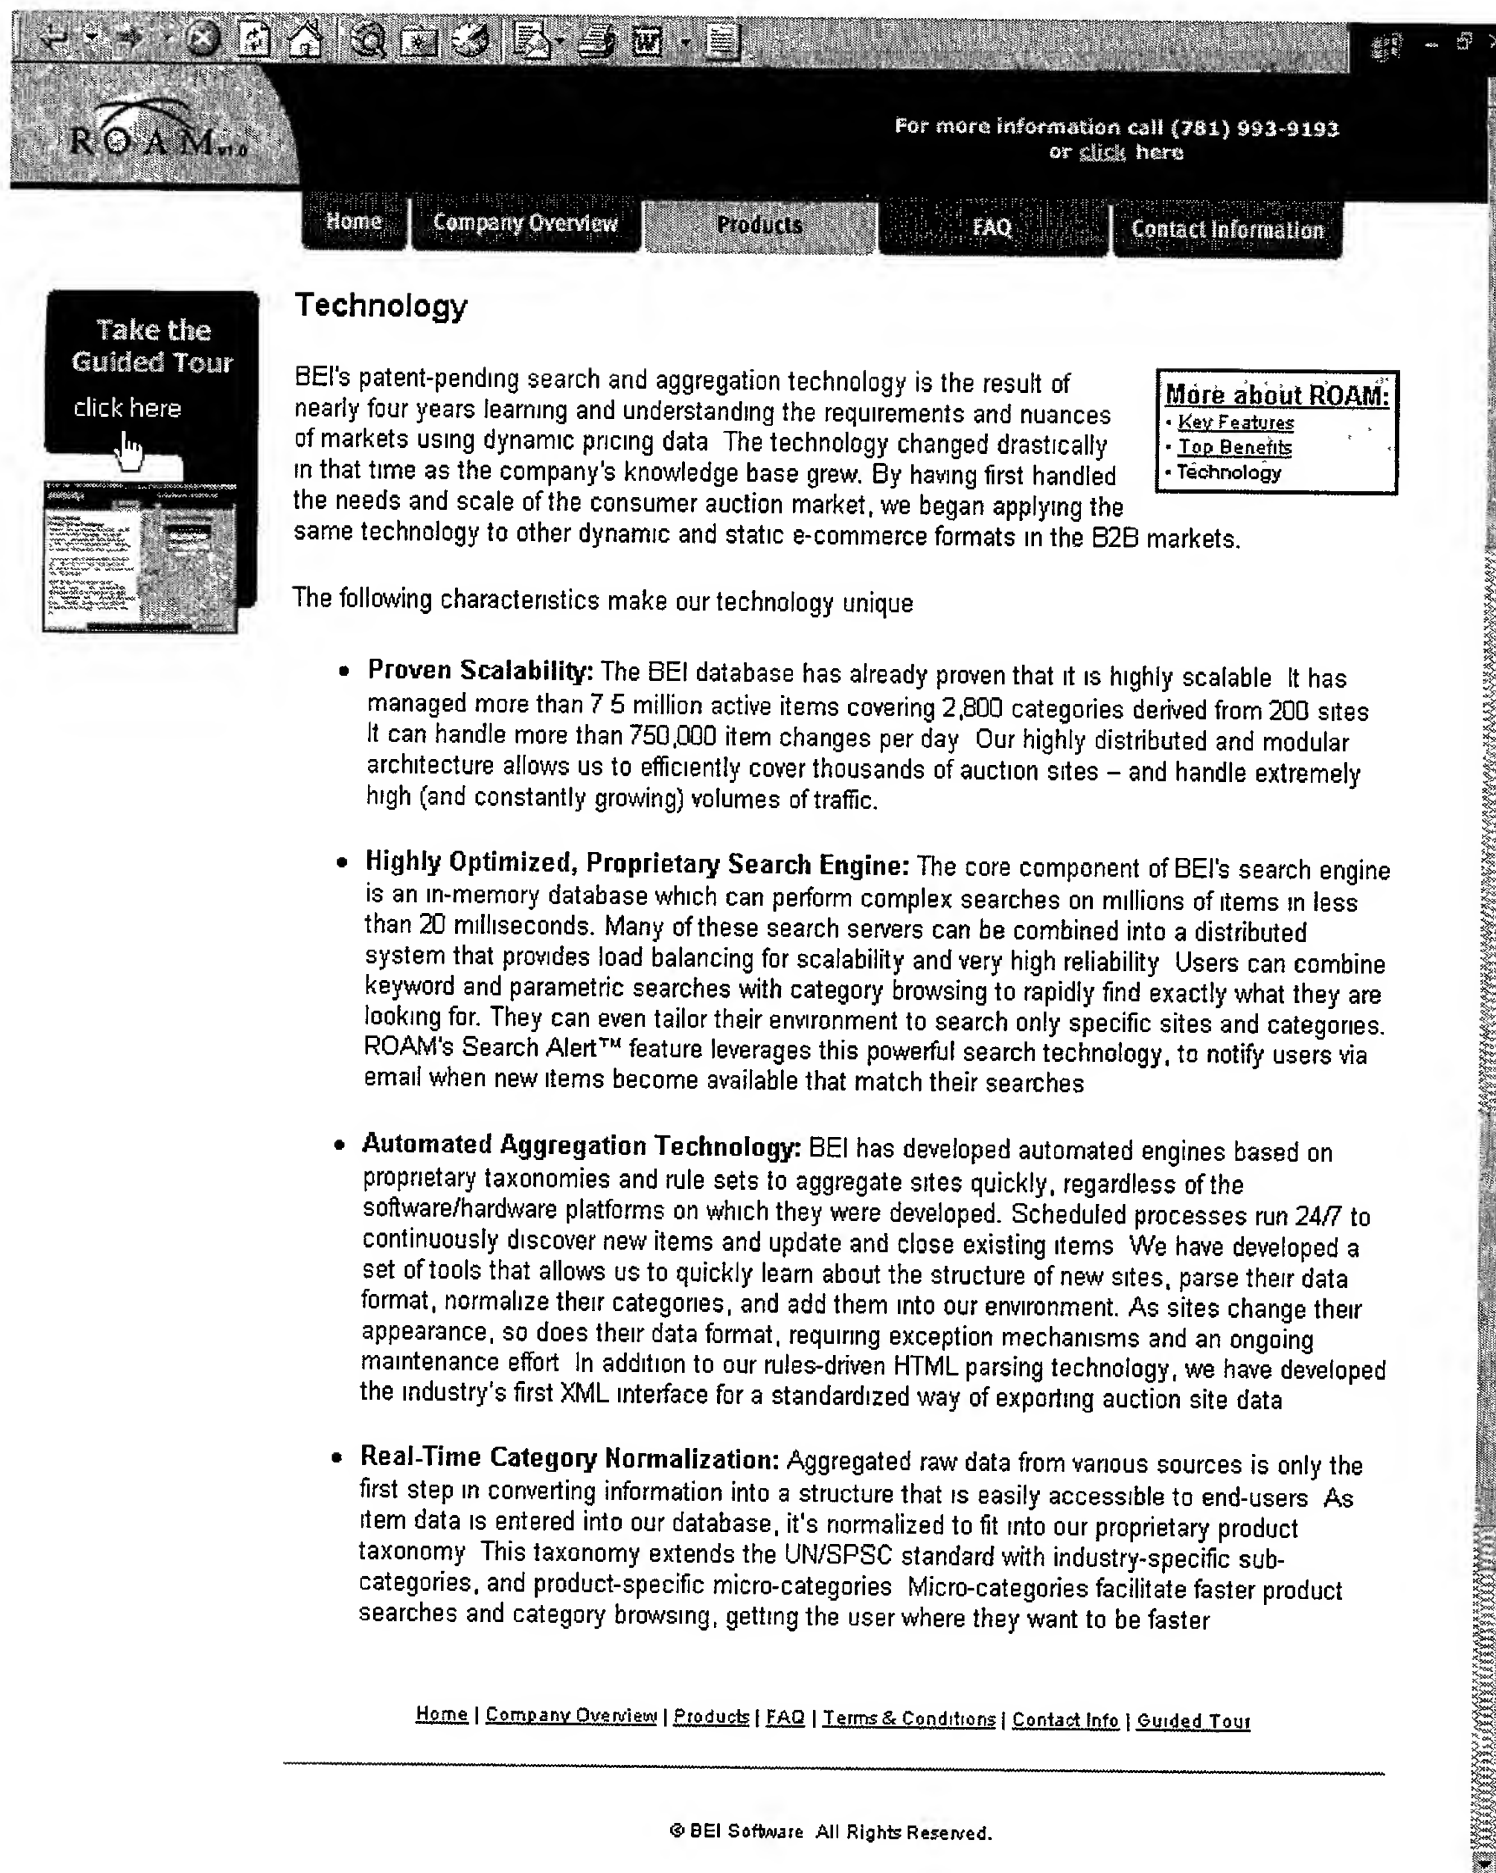 ROAM v1.0
For more information call (781) 993-9193
or click here
Home
Company Overview
Products
FAQ
Contact Information
Take the
Guided Tour
click here
Technology
BEI's patent-pending search and aggregation technology is the result of
nearly four years learning and understanding the requirements and nuances
of markets using dynamic pricing data The technology changed drastically
in that time as the company's knowledge base grew. By having first handled
the needs and scale of the consumer auction market, we began applying the
same technology to other dynamic and static e-commerce formats in the B2B markets.
More about ROAM:
• Key Features
• Top Benefits
• Technology
The following characteristics make our technology unique
• Proven Scalability: The BEI database has already proven that it is highly scalable It has
managed more than 7 5 million active items covering 2,800 categories derived from 200 sites
It can handle more than 750,000 item changes per day Our highly distributed and modular
architecture allows us to efficiently cover thousands of auction sites – and handle extremely
high (and constantly growing) volumes of traffic.
• Highly Optimized, Proprietary Search Engine: The core component of BEI's search engine
is an in-memory database which can perform complex searches on millions of items in less
than 20 milliseconds. Many of these search servers can be combined into a distributed
system that provides load balancing for scalability and very high reliability Users can combine
keyword and parametric searches with category browsing to rapidly find exactly what they are
looking for. They can even tailor their environment to search only specific sites and categories.
ROAM's Search Alert™ feature leverages this powerful search technology, to notify users via
email when new items become available that match their searches
• Automated Aggregation Technology: BEI has developed automated engines based on
proprietary taxonomies and rule sets to aggregate sites quickly, regardless of the
software/hardware platforms on which they were developed. Scheduled processes run 24/7 to
continuously discover new items and update and close existing items We have developed a
set of tools that allows us to quickly learn about the structure of new sites, parse their data
format, normalize their categories, and add them into our environment. As sites change their
appearance, so does their data format, requiring exception mechanisms and an ongoing
maintenance effort In addition to our rules-driven HTML parsing technology, we have developed
the industry's first XML interface for a standardized way of exporting auction site data
• Real-Time Category Normalization: Aggregated raw data from various sources is only the
first step in converting information into a structure that is easily accessible to end-users As
item data is entered into our database, it's normalized to fit into our proprietary product
taxonomy This taxonomy extends the UN/SPSC standard with industry-specific sub-
categories, and product-specific micro-categories Micro-categories facilitate faster product
searches and category browsing, getting the user where they want to be faster
Home | Company Overview | Products | FAQ | Terms & Conditions | Contact Info | Guided Tour
© BEI Software All Rights Reserved.